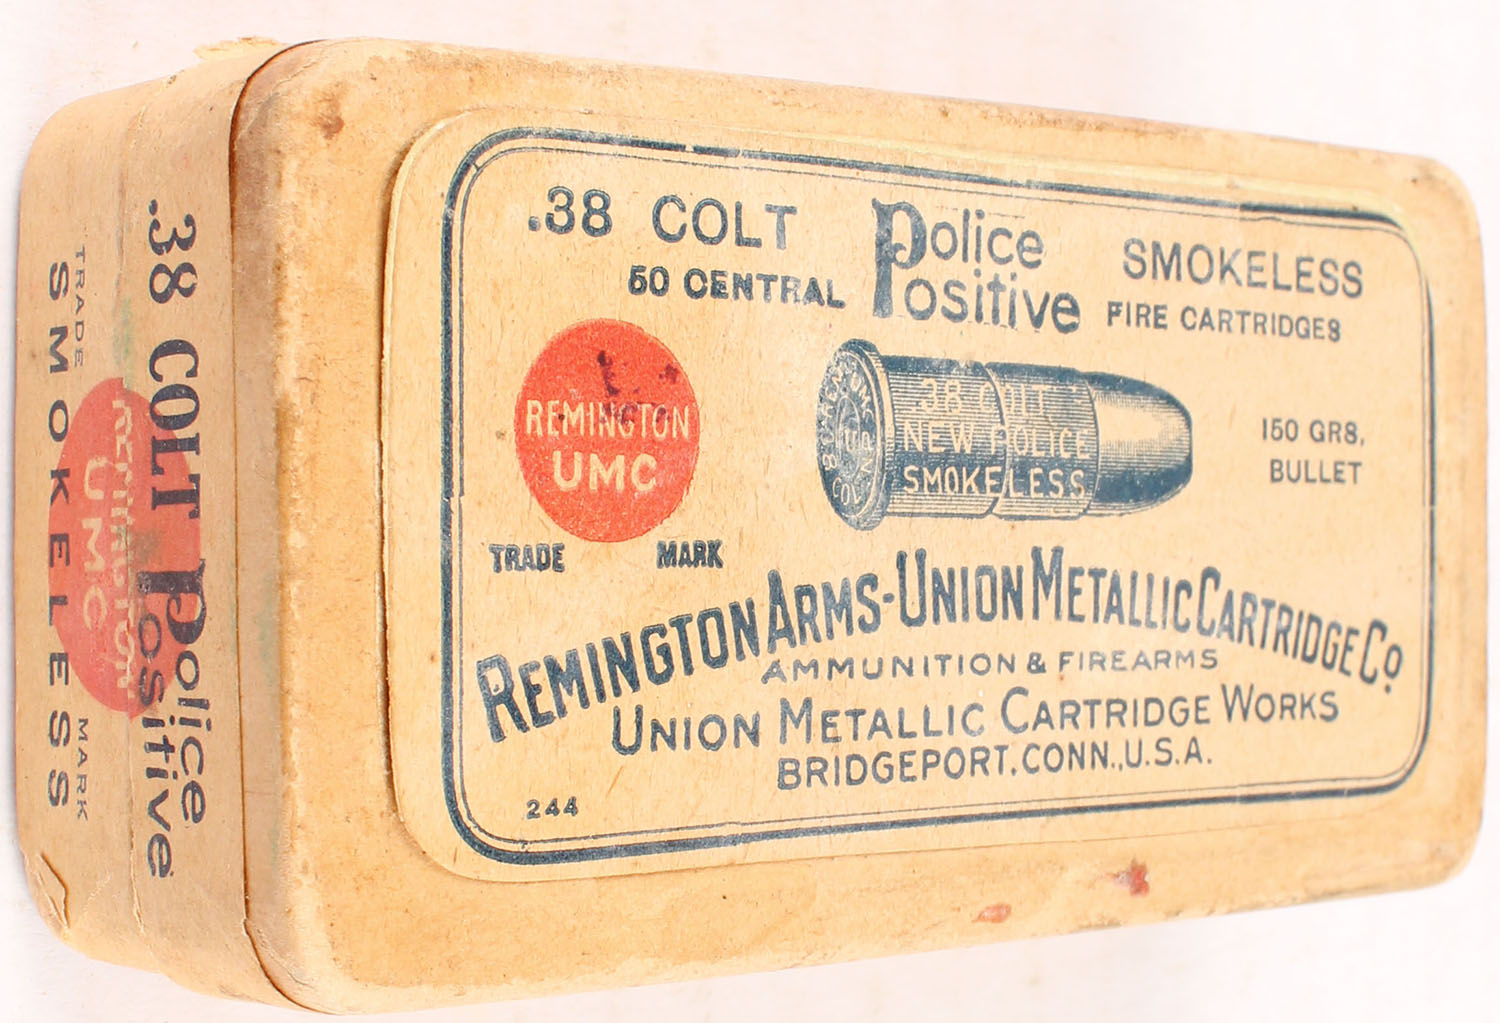 .38 COLT Police Positive SMOKELESS
50 CENTRAL FIRE CARTRIDGES
REMINGTON
UMC
TRADE MARK
.38 COLT
NEW POLICE
SMOKELESS
150 GRS.
BULLET
REMINGTON ARMS-UNION METALLIC CARTRIDGE CO
AMMUNITION & FIREARMS
UNION METALLIC CARTRIDGE WORKS
BRIDGEPORT, CONN., U.S.A.
244
.38 COLT Police Positive
REMINGTON
UMC
TRADE MARK
SMOKELESS